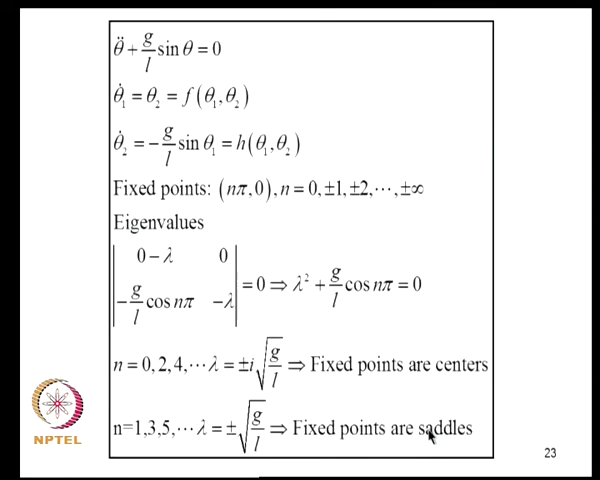 θ̈ + g/l sin θ = 0
θ̇₁ = θ₂ = f(θ₁, θ₂)
θ̇₂ = −g/l sin θ₁ = h(θ₁, θ₂)
Fixed points: (nπ, 0), n = 0, ±1, ±2, ⋯, ±∞
Eigenvalues
|0 − λ 0|
|−g/l cos nπ −λ| = 0 ⇒ λ² + g/l cos nπ = 0
n = 0, 2, 4, ⋯ λ = ±i√(g/l) ⇒ Fixed points are centers
n=1,3,5, ⋯ λ = ±√(g/l) ⇒ Fixed points are saddles
NPTEL
23